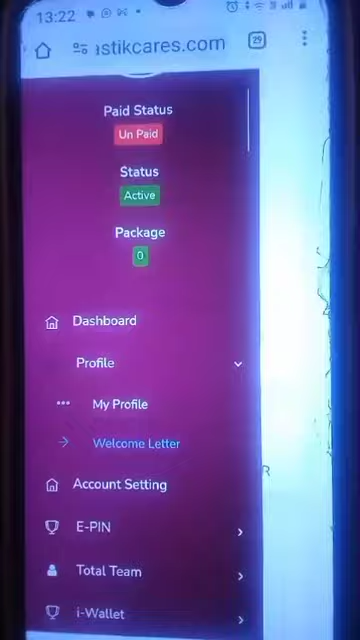 13:22
astikcares.com
29
Paid Status
Un Paid
Status
Active
Package
0
Dashboard
Profile
My Profile
Welcome Letter
Account Setting
R
E-PIN
Total Team
i-Wallet